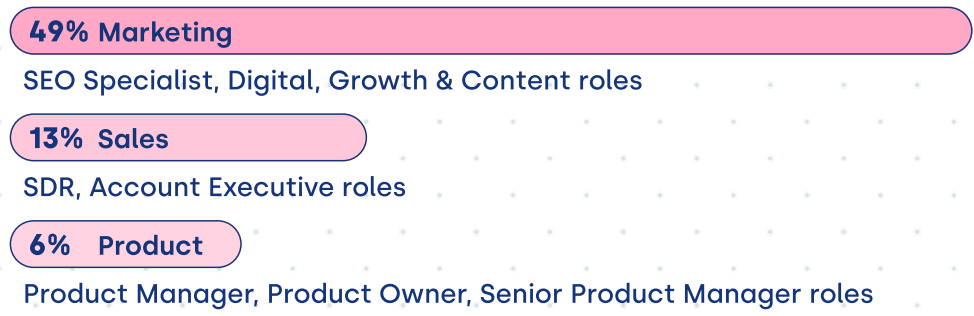 49% Marketing
SEO Specialist, Digital, Growth & Content roles
13% Sales
SDR, Account Executive roles
6% Product
Product Manager, Product Owner, Senior Product Manager roles